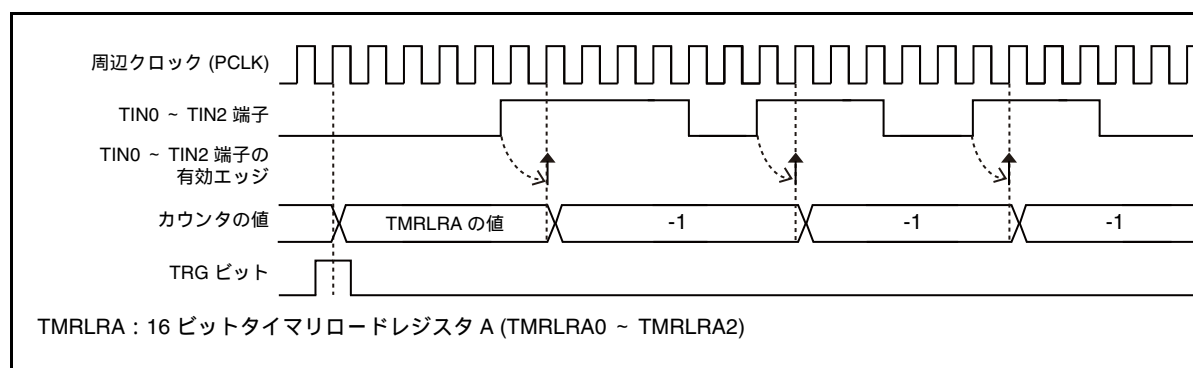 周辺クロック (PCLK)
TIN0 ~ TIN2 端子
TIN0 ~ TIN2 端子の
有効エッジ
カウンタの値
TMRLRA の値
-1
-1
-1
TRG ビット
TMRLRA : 16 ビットタイマリロードレジスタ A (TMRLRA0 ~ TMRLRA2)